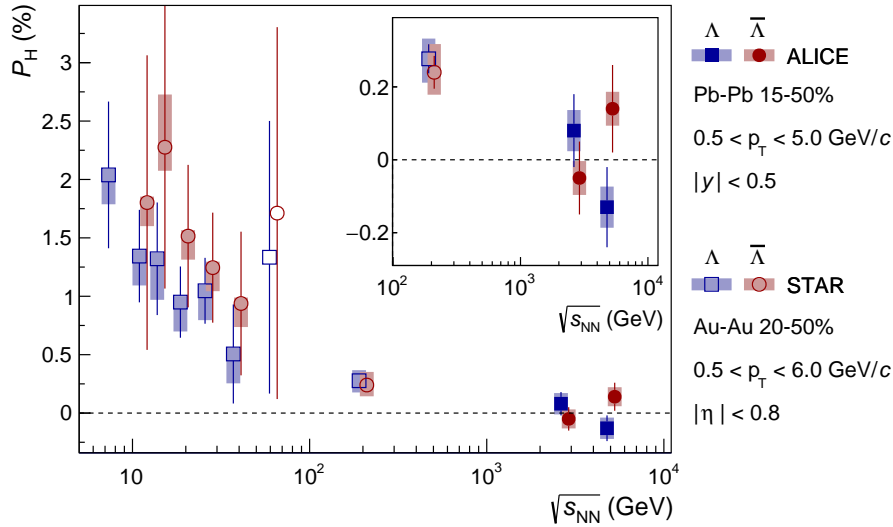 P_H (%)
3
2.5
2
1.5
1
0.5
0
10
10²
10³
10⁴
√s_NN (GeV)
0.2
0
−0.2
10²
10³
10⁴
√s_NN (GeV)
Λ Λ̅
ALICE
Pb-Pb 15-50%
0.5 < p_T < 5.0 GeV/c
|y| < 0.5
Λ Λ̅
STAR
Au-Au 20-50%
0.5 < p_T < 6.0 GeV/c
|η| < 0.8